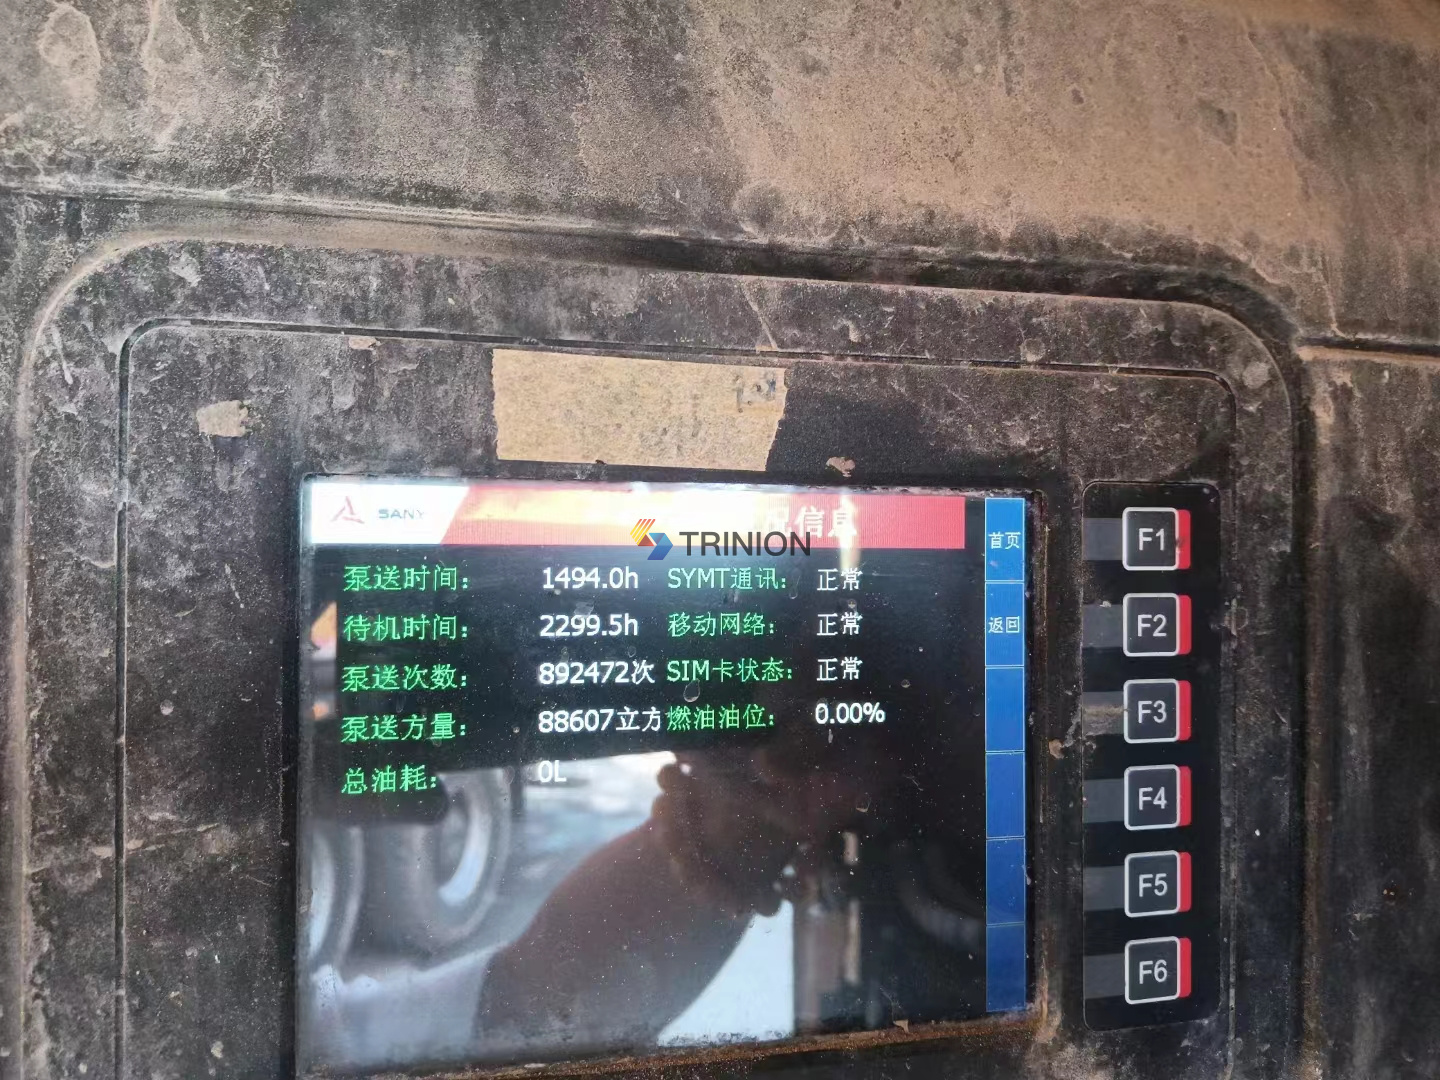 SANY
况信息
TRINION
首页
返回
泵送时间： 1494.0h SYMT通讯： 正常
待机时间： 2299.5h 移动网络： 正常
泵送次数： 892472次 SIM卡状态： 正常
泵送方量： 88607立方 燃油油位： 0.00%
总油耗： 0L
F1
F2
F3
F4
F5
F6